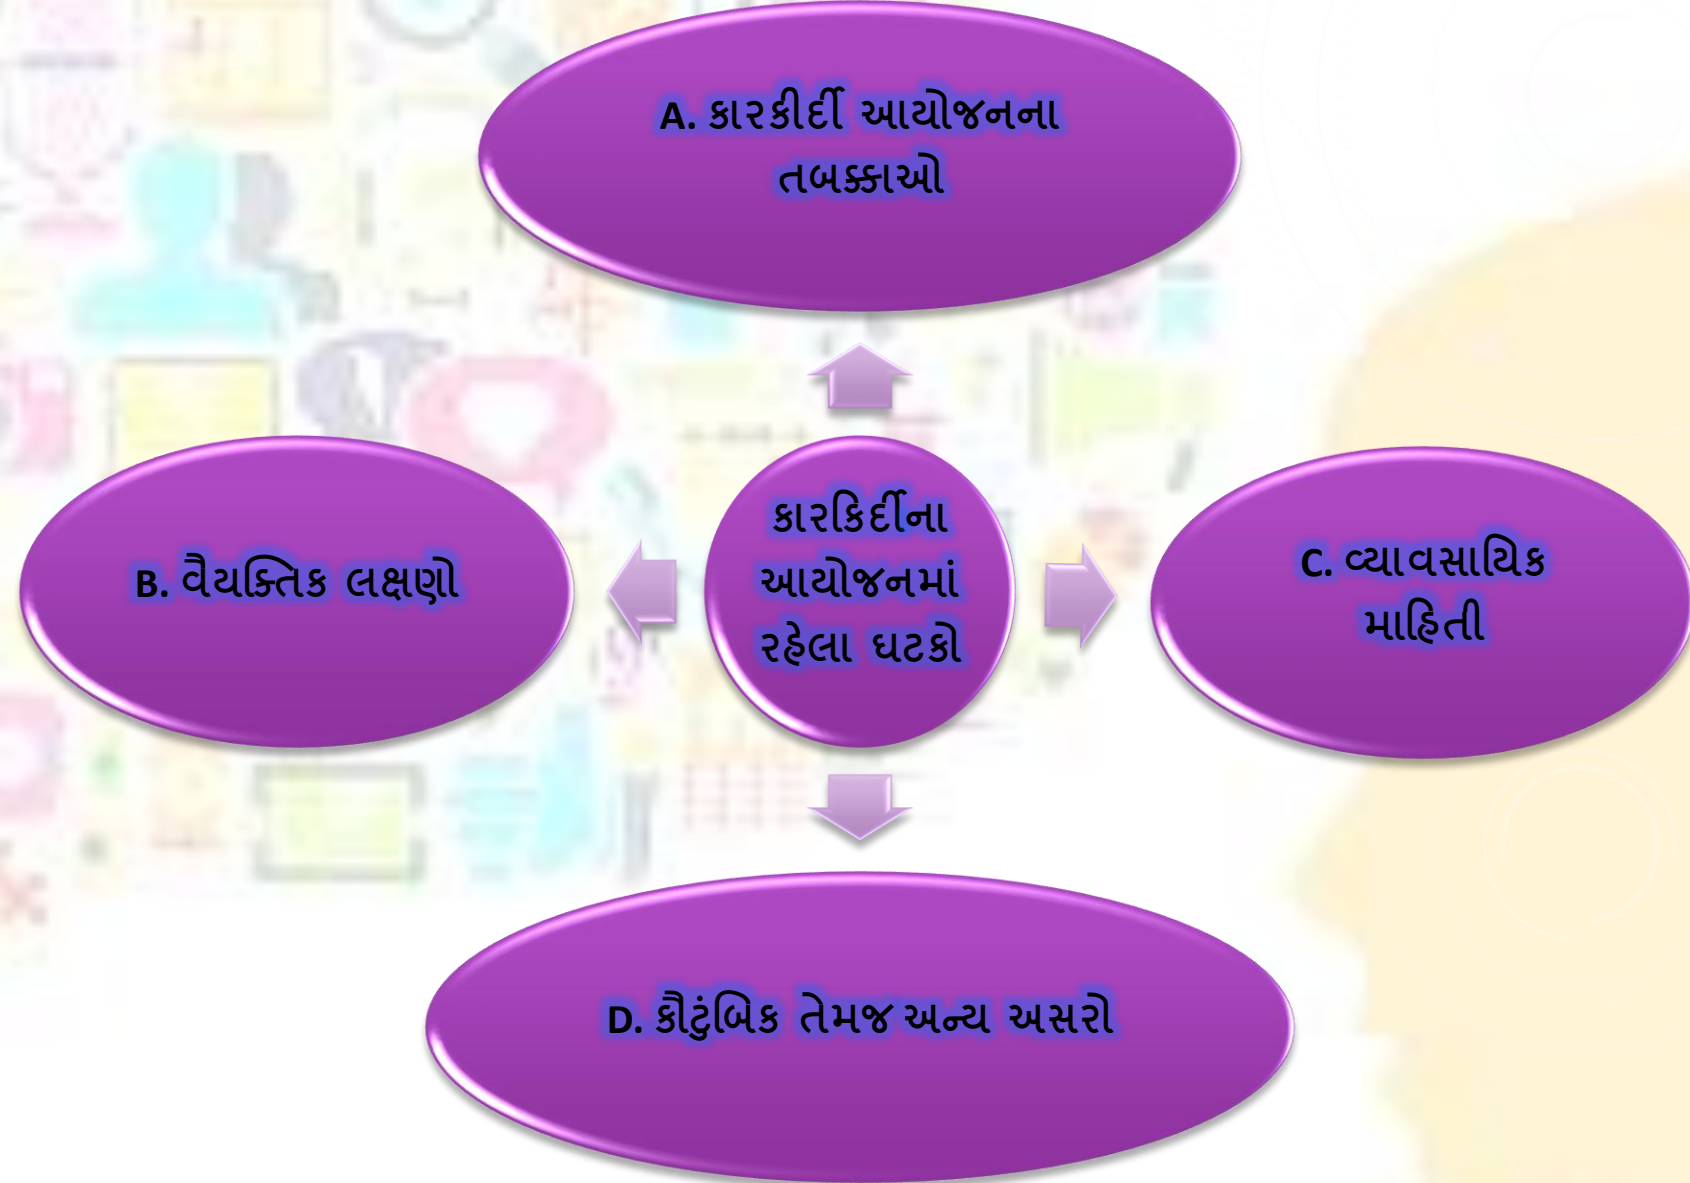 A. કારકીર્દી આયોજનના
તબક્કાઓ
કારકિર્દીના
આયોજનમાં
રહેલા ઘટકો
B. વૈયક્તિક લક્ષણો
C. વ્યાવસાયિક
માહિતી
D. કૌટુંબિક તેમજ અન્ય અસરો